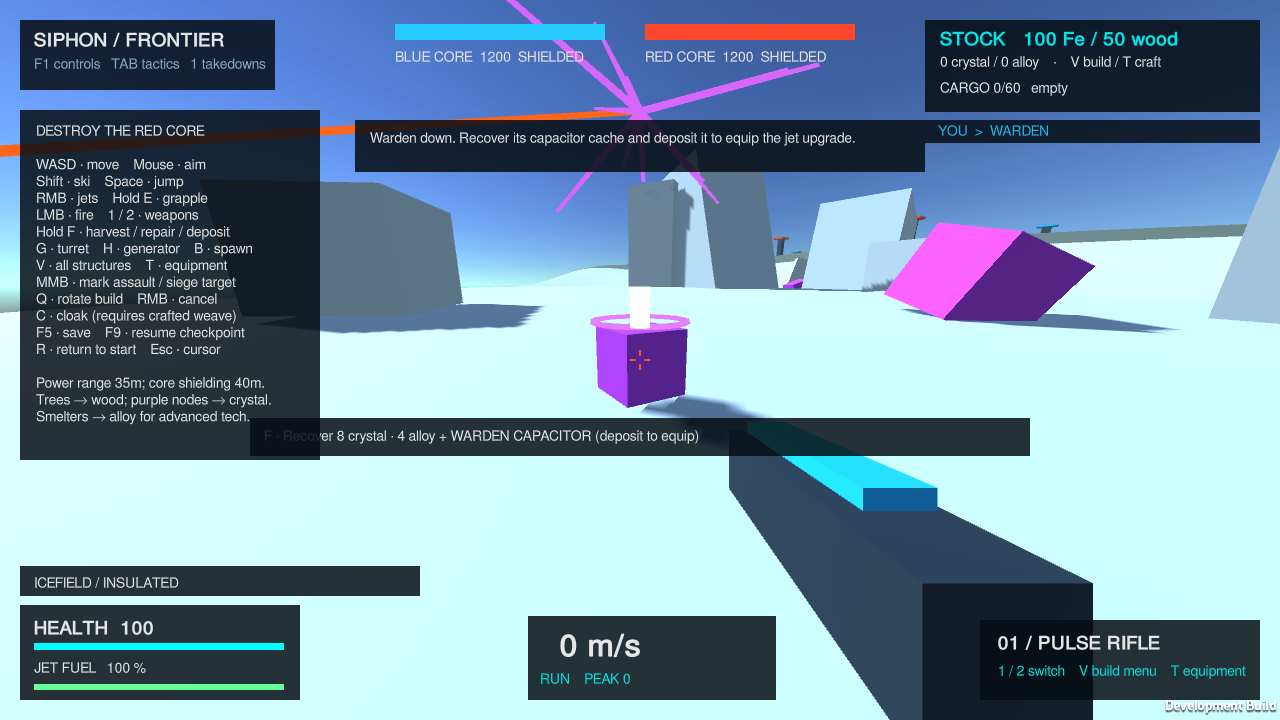 SIPHON / FRONTIER
F1 controls TAB tactics 1 takedowns
BLUE CORE 1200 SHIELDED
RED CORE 1200 SHIELDED
STOCK 100 Fe / 50 wood
0 crystal / 0 alloy · V build / T craft
CARGO 0/60 empty
YOU > WARDEN
Warden down. Recover its capacitor cache and deposit it to equip the jet upgrade.
DESTROY THE RED CORE
WASD · move Mouse · aim
Shift · ski Space · jump
RMB · jets Hold E · grapple
LMB · fire 1 / 2 · weapons
Hold F · harvest / repair / deposit
G · turret H · generator B · spawn
V · all structures T · equipment
MMB · mark assault / siege target
Q · rotate build RMB · cancel
C · cloak (requires crafted weave)
F5 · save F9 · resume checkpoint
R · return to start Esc · cursor
Power range 35m; core shielding 40m.
Trees → wood; purple nodes → crystal.
Smelters → alloy for advanced tech.
F · Recover 8 crystal · 4 alloy + WARDEN CAPACITOR (deposit to equip)
ICEFIELD / INSULATED
HEALTH 100
JET FUEL 100 %
0 m/s
RUN PEAK 0
01 / PULSE RIFLE
1 / 2 switch V build menu T equipment
Development Build